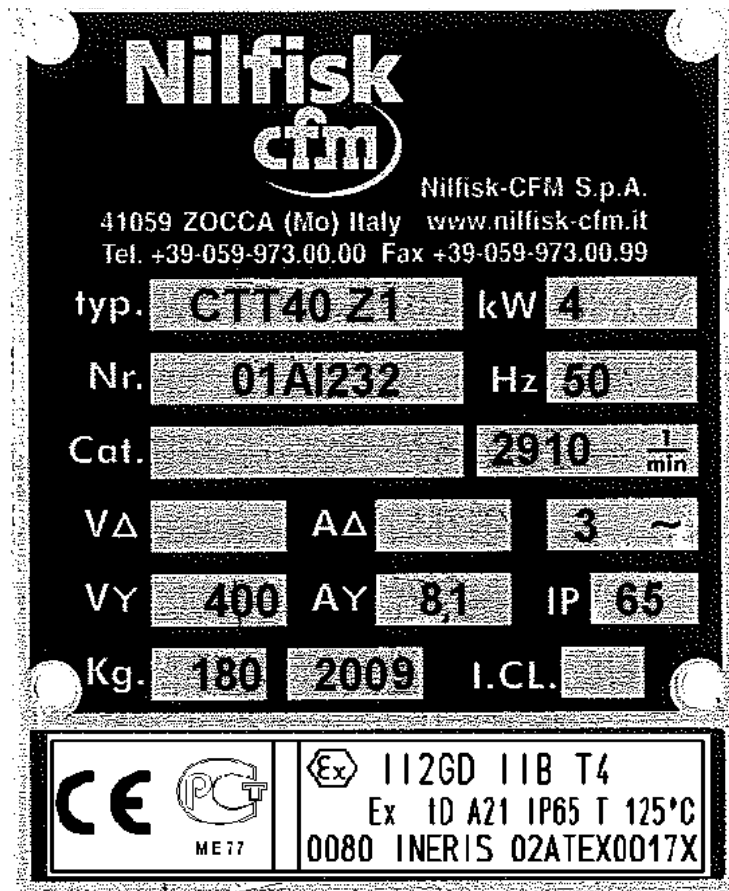 Nilfisk
cfm
Nilfisk-CFM S.p.A.
41059 ZOCCA (Mo) Italy www.nilfisk-cfm.it
Tel. +39-059-973.00.00 Fax +39-059-973.00.99
typ. CTT40 Z1 kW 4
Nr. 01AI232 Hz 50
Cat. 2910 1/min
VΔ AΔ 3 ~
VY 400 AY 8,1 IP 65
Kg. 180 2009 I.CL.
CE PCT Ex II2GD IIB T4
Ex tD A21 IP65 T 125°C
ME77 0080 INERIS 02ATEX0017X